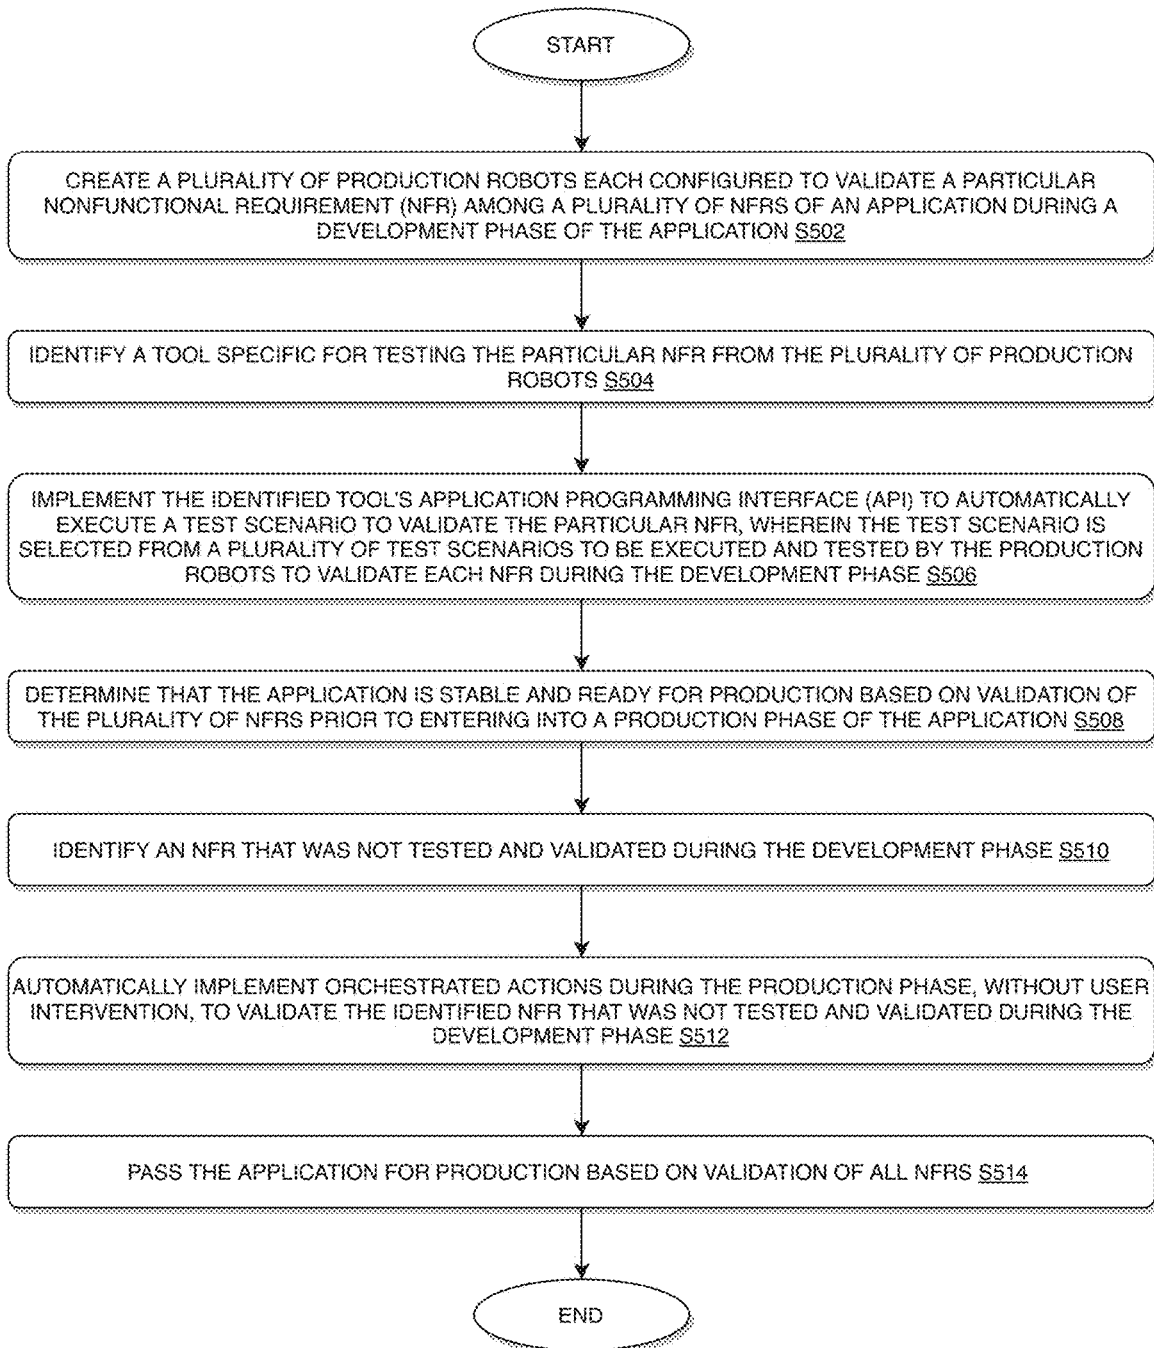 START
CREATE A PLURALITY OF PRODUCTION ROBOTS EACH CONFIGURED TO VALIDATE A PARTICULAR
NONFUNCTIONAL REQUIREMENT (NFR) AMONG A PLURALITY OF NFRS OF AN APPLICATION DURING A
DEVELOPMENT PHASE OF THE APPLICATION S502
IDENTIFY A TOOL SPECIFIC FOR TESTING THE PARTICULAR NFR FROM THE PLURALITY OF PRODUCTION
ROBOTS S504
IMPLEMENT THE IDENTIFIED TOOL'S APPLICATION PROGRAMMING INTERFACE (API) TO AUTOMATICALLY
EXECUTE A TEST SCENARIO TO VALIDATE THE PARTICULAR NFR, WHEREIN THE TEST SCENARIO IS
SELECTED FROM A PLURALITY OF TEST SCENARIOS TO BE EXECUTED AND TESTED BY THE PRODUCTION
ROBOTS TO VALIDATE EACH NFR DURING THE DEVELOPMENT PHASE S506
DETERMINE THAT THE APPLICATION IS STABLE AND READY FOR PRODUCTION BASED ON VALIDATION OF
THE PLURALITY OF NFRS PRIOR TO ENTERING INTO A PRODUCTION PHASE OF THE APPLICATION S508
IDENTIFY AN NFR THAT WAS NOT TESTED AND VALIDATED DURING THE DEVELOPMENT PHASE S510
AUTOMATICALLY IMPLEMENT ORCHESTRATED ACTIONS DURING THE PRODUCTION PHASE, WITHOUT USER
INTERVENTION, TO VALIDATE THE IDENTIFIED NFR THAT WAS NOT TESTED AND VALIDATED DURING THE
DEVELOPMENT PHASE S512
PASS THE APPLICATION FOR PRODUCTION BASED ON VALIDATION OF ALL NFRS S514
END